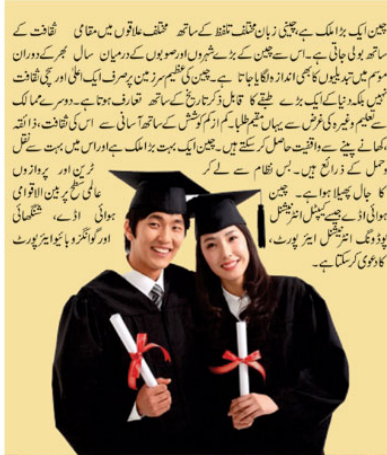 چین ایک بڑا ملک ہے، چینی زبان مختلف تلفظ کے ساتھ مختلف علاقوں میں مقامی ثقافت کے
ساتھ بولی جاتی ہے۔ اس سے چین کے بڑے شہروں اور صوبوں کے درمیان سال بھر کے دوران
موسم میں تبدیلیوں کا بھی اندازہ لگایا جاتا ہے۔ چین کی عظیم سرزمین پر صرف ایک اعلیٰ اور سچی ثقافت
نہیں بلکہ دنیا کے ایک بڑے طبقے کا قابل ذکر تاریخ کے ساتھ تعارف ہوتا ہے۔ دوسرے ممالک
سے تعلیم وغیرہ کی غرض سے یہاں مقیم طلبا۔ کم از کم کوشش کے ساتھ آسانی سے اس کی ثقافت، ذائقہ
، کھانے پینے سے واقفیت حاصل کر سکتے ہیں۔ چین ایک بہت بڑا ملک ہے اور اس میں بہت سے نقل
وحمل کے ذرائع ہیں۔ بس نظام سے لے کر ٹرین اور پروازوں
کا جال پھیلا ہوا ہے۔ چین عالمی سطح پر بین الاقوامی
ہوائی اڈے جیسے کیپٹل انٹرنیشنل ہوائی اڈے، شنگھائی
پوڈونگ انٹرنیشنل ایئر پورٹ، اور گوانگزو بائیو ایئر پورٹ
کا دعوی کر سکتا ہے۔